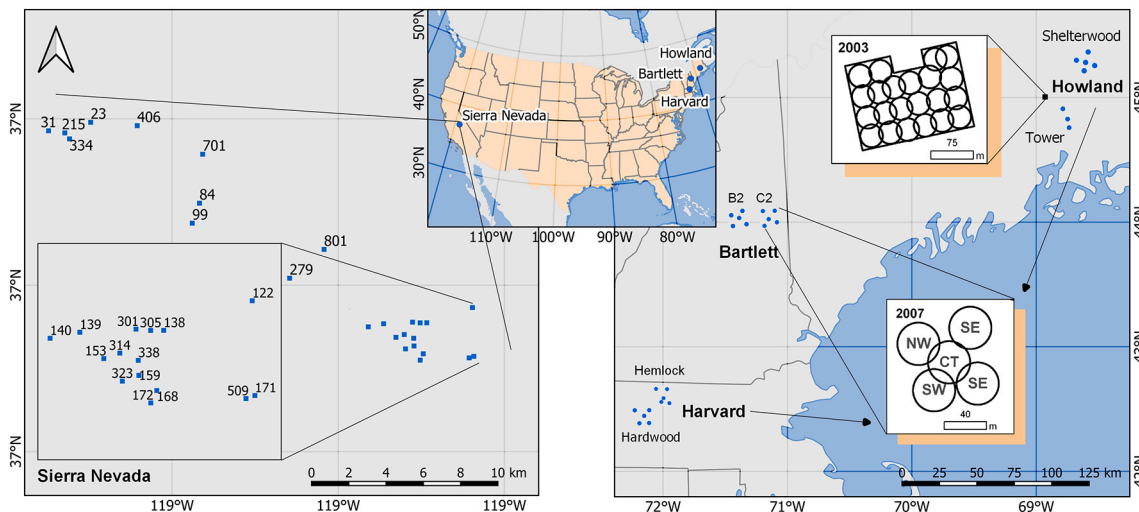 37°N
37°N
37°N
31
215
23
334
406
701
84
99
801
279
122
140
139
301
305
138
314
153
338
323
159
172
168
509
171
Sierra Nevada
0 2 4 6 8 10 km
119°W
119°W
119°W
50°N
40°N
30°N
Howland
Bartlett
Harvard
Sierra Nevada
110°W
100°W
90°W
80°W
2003
75
m
Shelterwood
Howland
Tower
B2
C2
Bartlett
2007
NW
SE
CT
SW
SE
40
m
Hemlock
Harvard
Hardwood
0 25 50 75 100 125 km
72°W
71°W
70°W
69°W
45°N
44°N
43°N